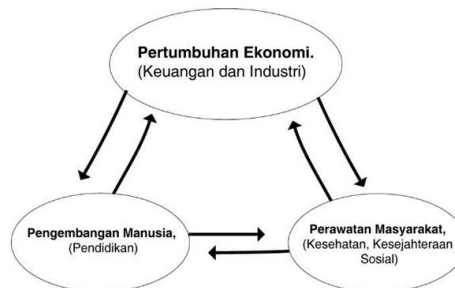 Pertumbuhan Ekonomi.
(Keuangan dan Industri)
Pengembangan Manusia,
(Pendidikan)
Perawatan Masyarakat,
(Kesehatan, Kesejahteraan
Sosial)